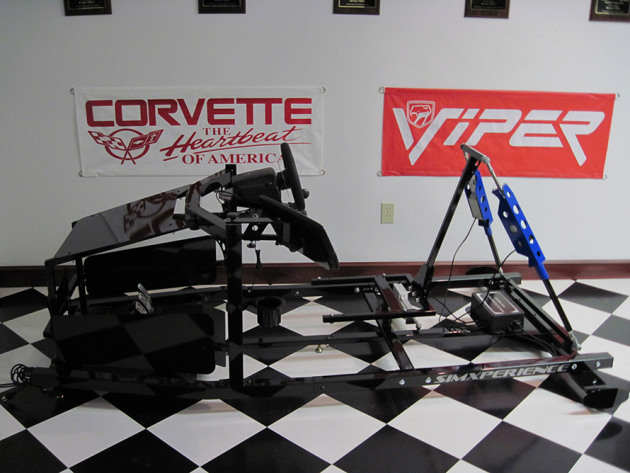 CORVETTE
THE
Heartbeat
OF AMERICA
VIPER
SIMXPERIENCE